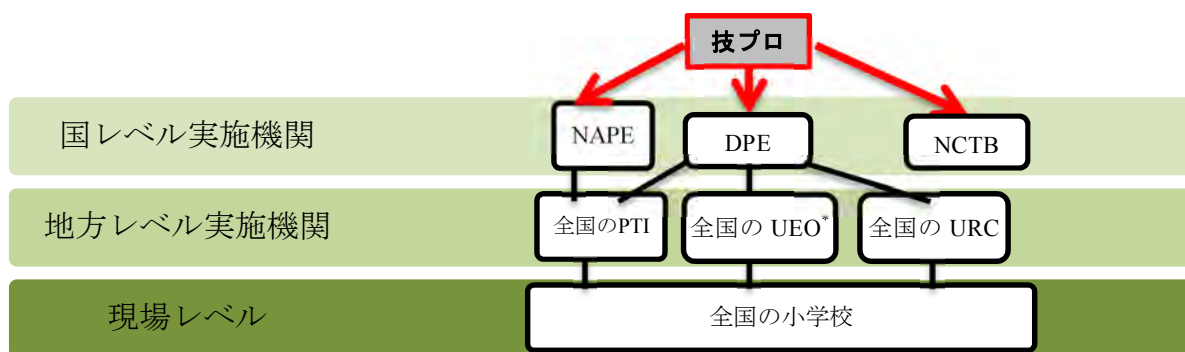 技プロ
国レベル実施機関
NAPE
DPE
NCTB
地方レベル実施機関
全国のPTI
全国の UEO*
全国の URC
現場レベル
全国の小学校